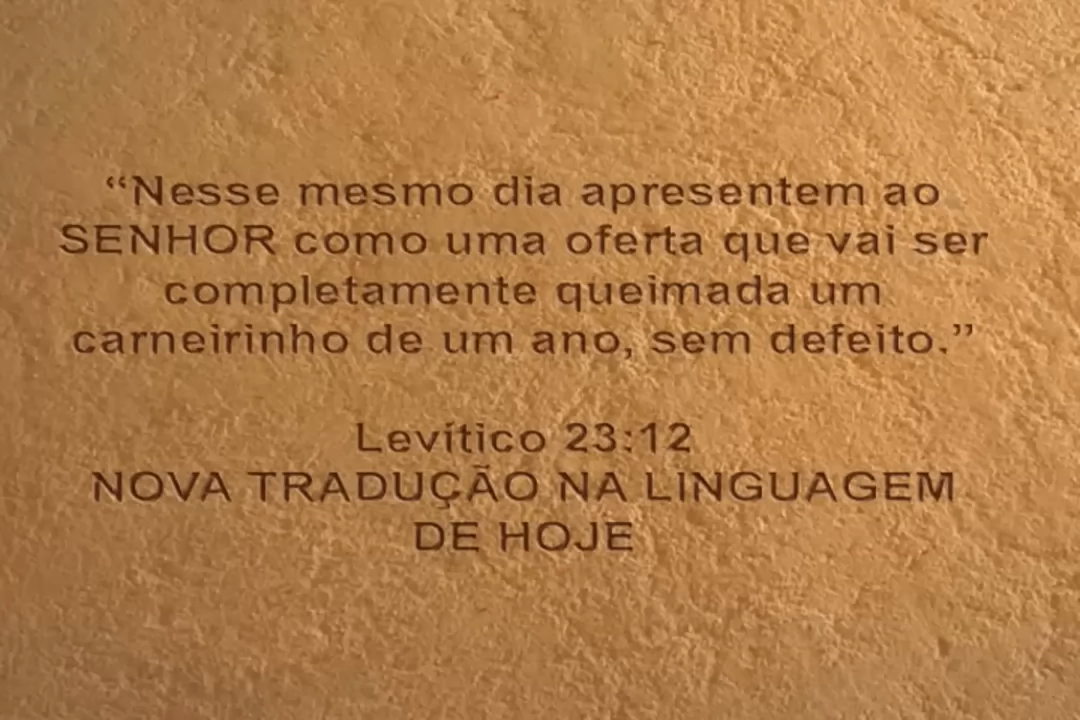 “Nesse mesmo dia apresentem ao
SENHOR como uma oferta que vai ser
completamente queimada um
carneirinho de um ano, sem defeito.”
Levítico 23:12
NOVA TRADUÇÃO NA LINGUAGEM
DE HOJE